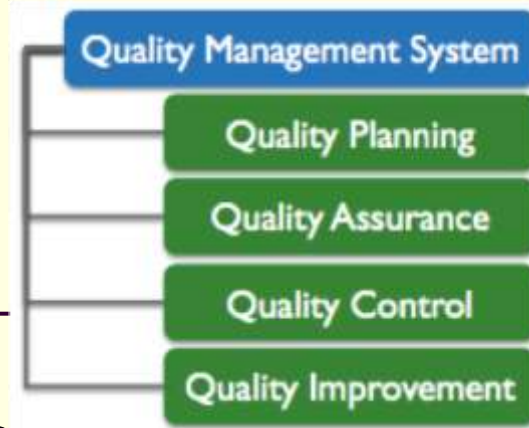 Quality Management System
Quality Planning
Quality Assurance
Quality Control
Quality Improvement